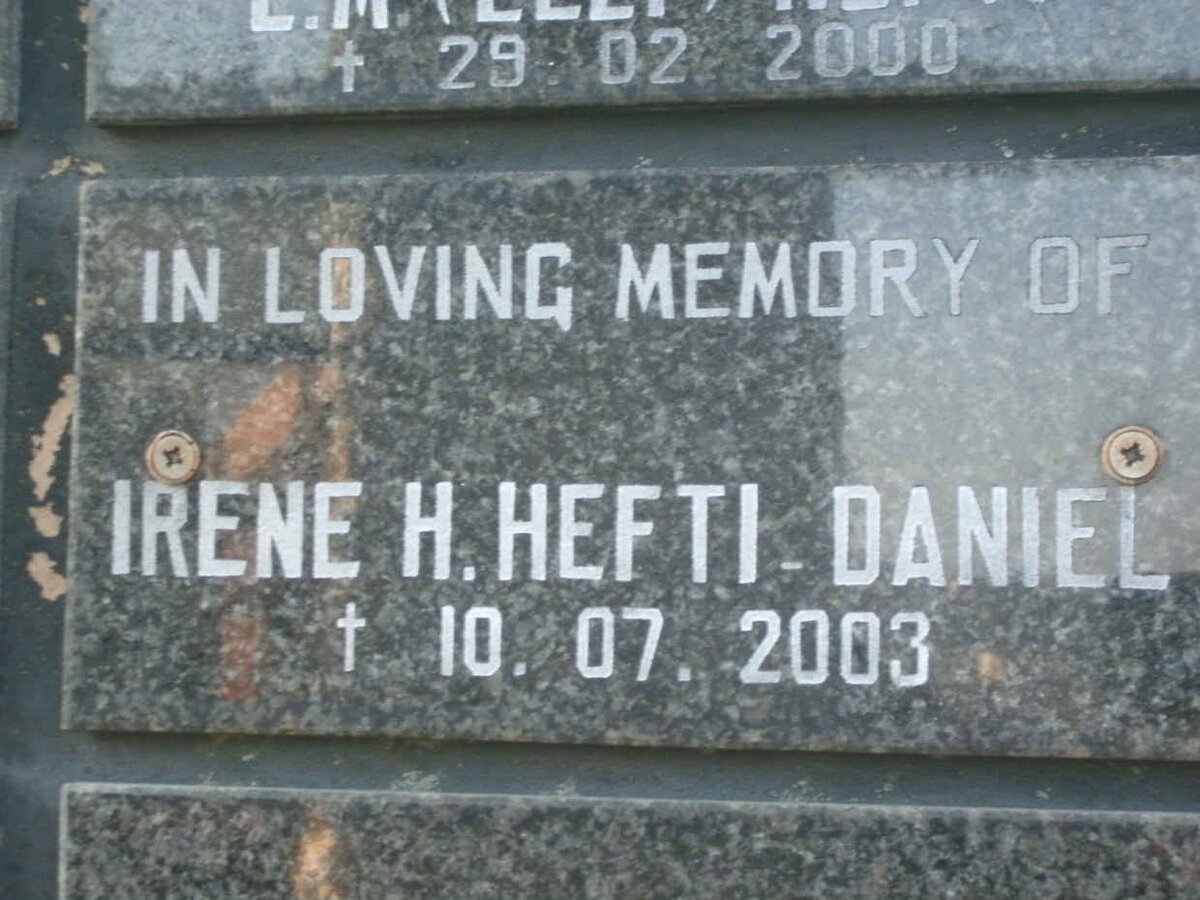 † 29.02.2000
IN LOVING MEMORY OF
IRENE H. HEFTI-DANIEL
† 10.07.2003